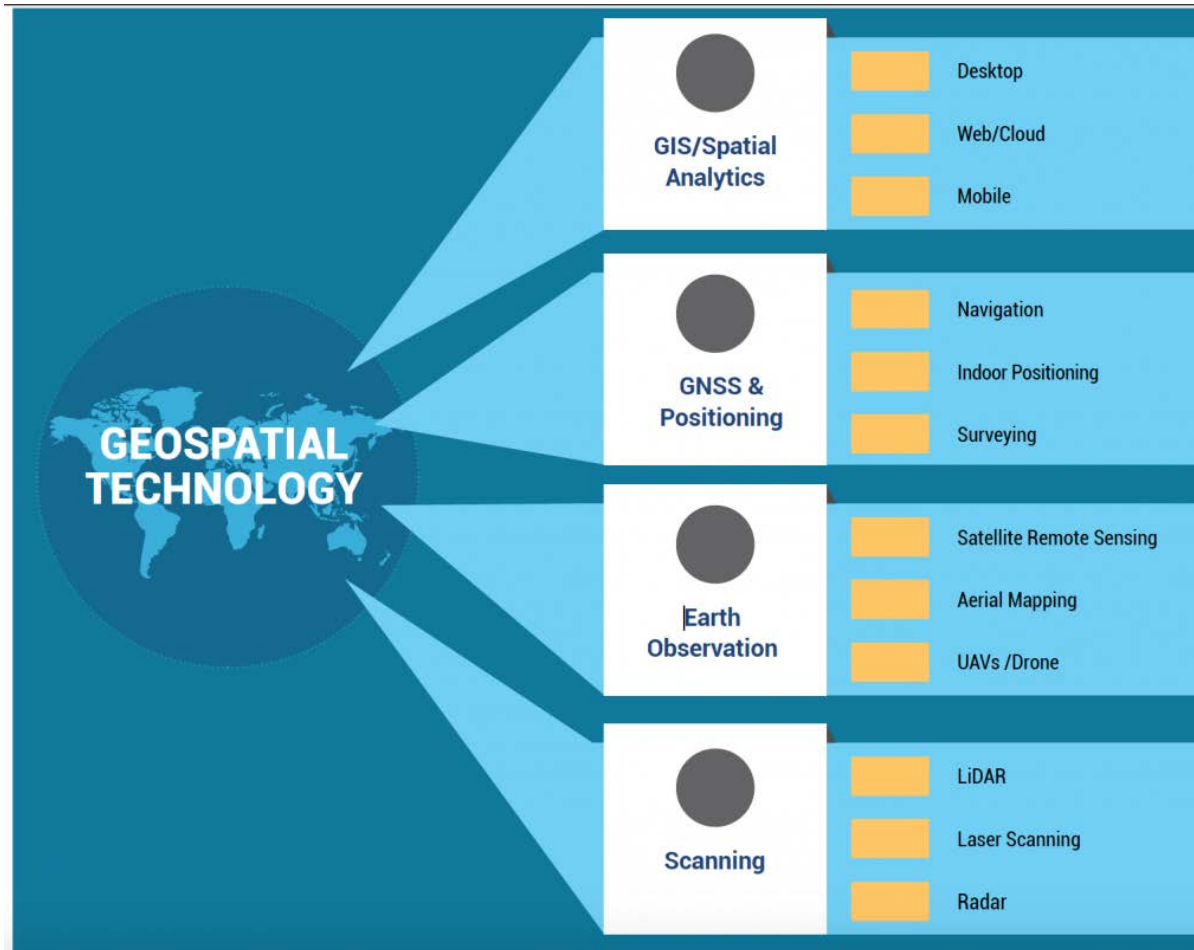 GEOSPATIAL
TECHNOLOGY
GIS/Spatial
Analytics
Desktop
Web/Cloud
Mobile
GNSS &
Positioning
Navigation
Indoor Positioning
Surveying
Earth
Observation
Satellite Remote Sensing
Aerial Mapping
UAVs /Drone
Scanning
LiDAR
Laser Scanning
Radar